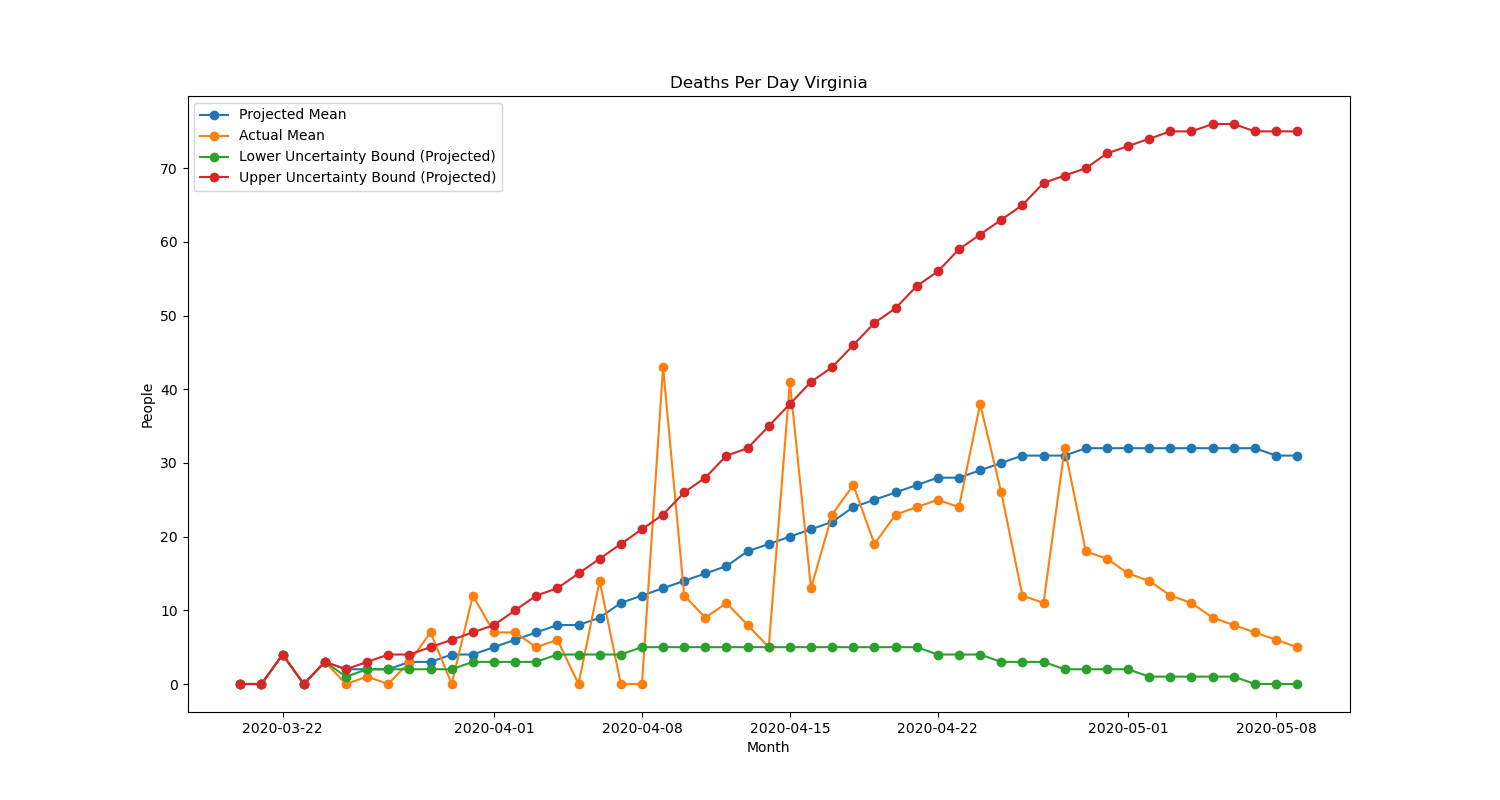 Deaths Per Day Virginia
Projected Mean
Actual Mean
Lower Uncertainty Bound (Projected)
Upper Uncertainty Bound (Projected)
70
60
50
40
30
20
10
0
People
2020-03-22 2020-04-01 2020-04-08 2020-04-15 2020-04-22 2020-05-01 2020-05-08
Month